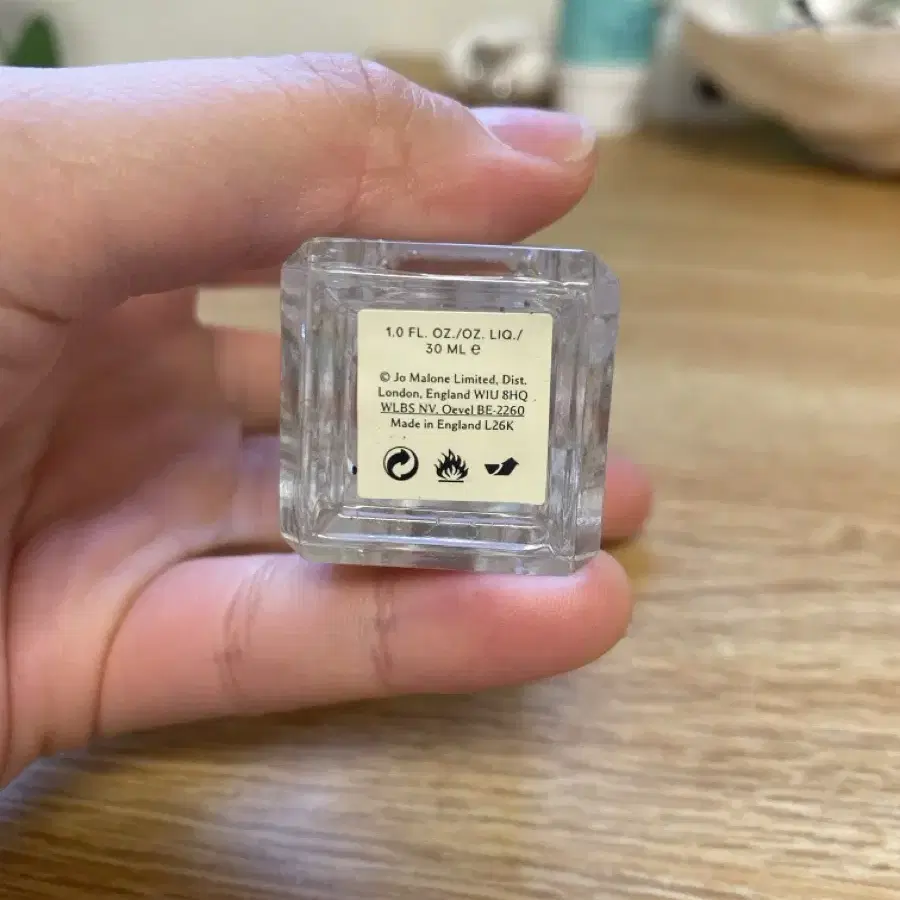 1.0 FL. OZ./OZ. LIQ./
30 ML ℮
© Jo Malone Limited, Dist.
London, England W1U 8HQ
WLBS NV, Oevel BE-2260
Made in England L26K